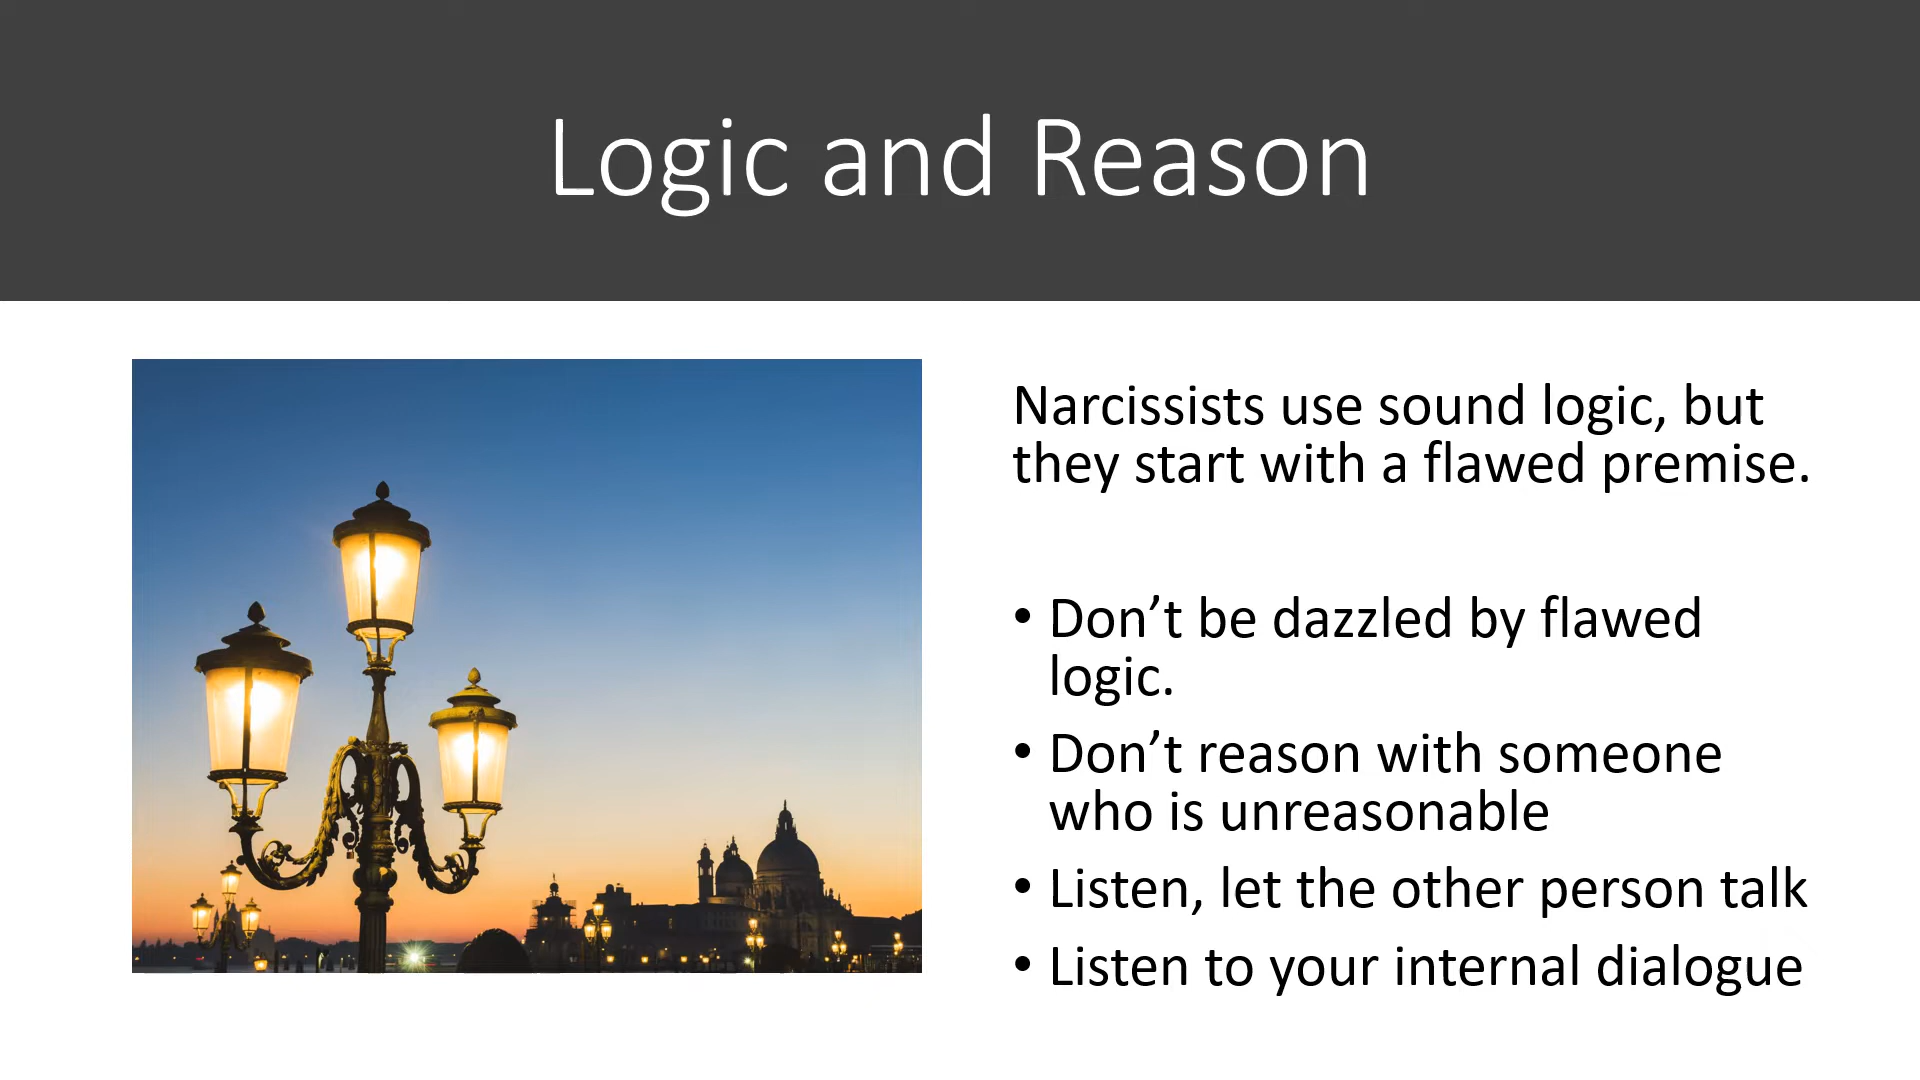 Logic and Reason
Narcissists use sound logic, but
they start with a flawed premise.
• Don’t be dazzled by flawed
logic.
• Don’t reason with someone
who is unreasonable
• Listen, let the other person talk
• Listen to your internal dialogue